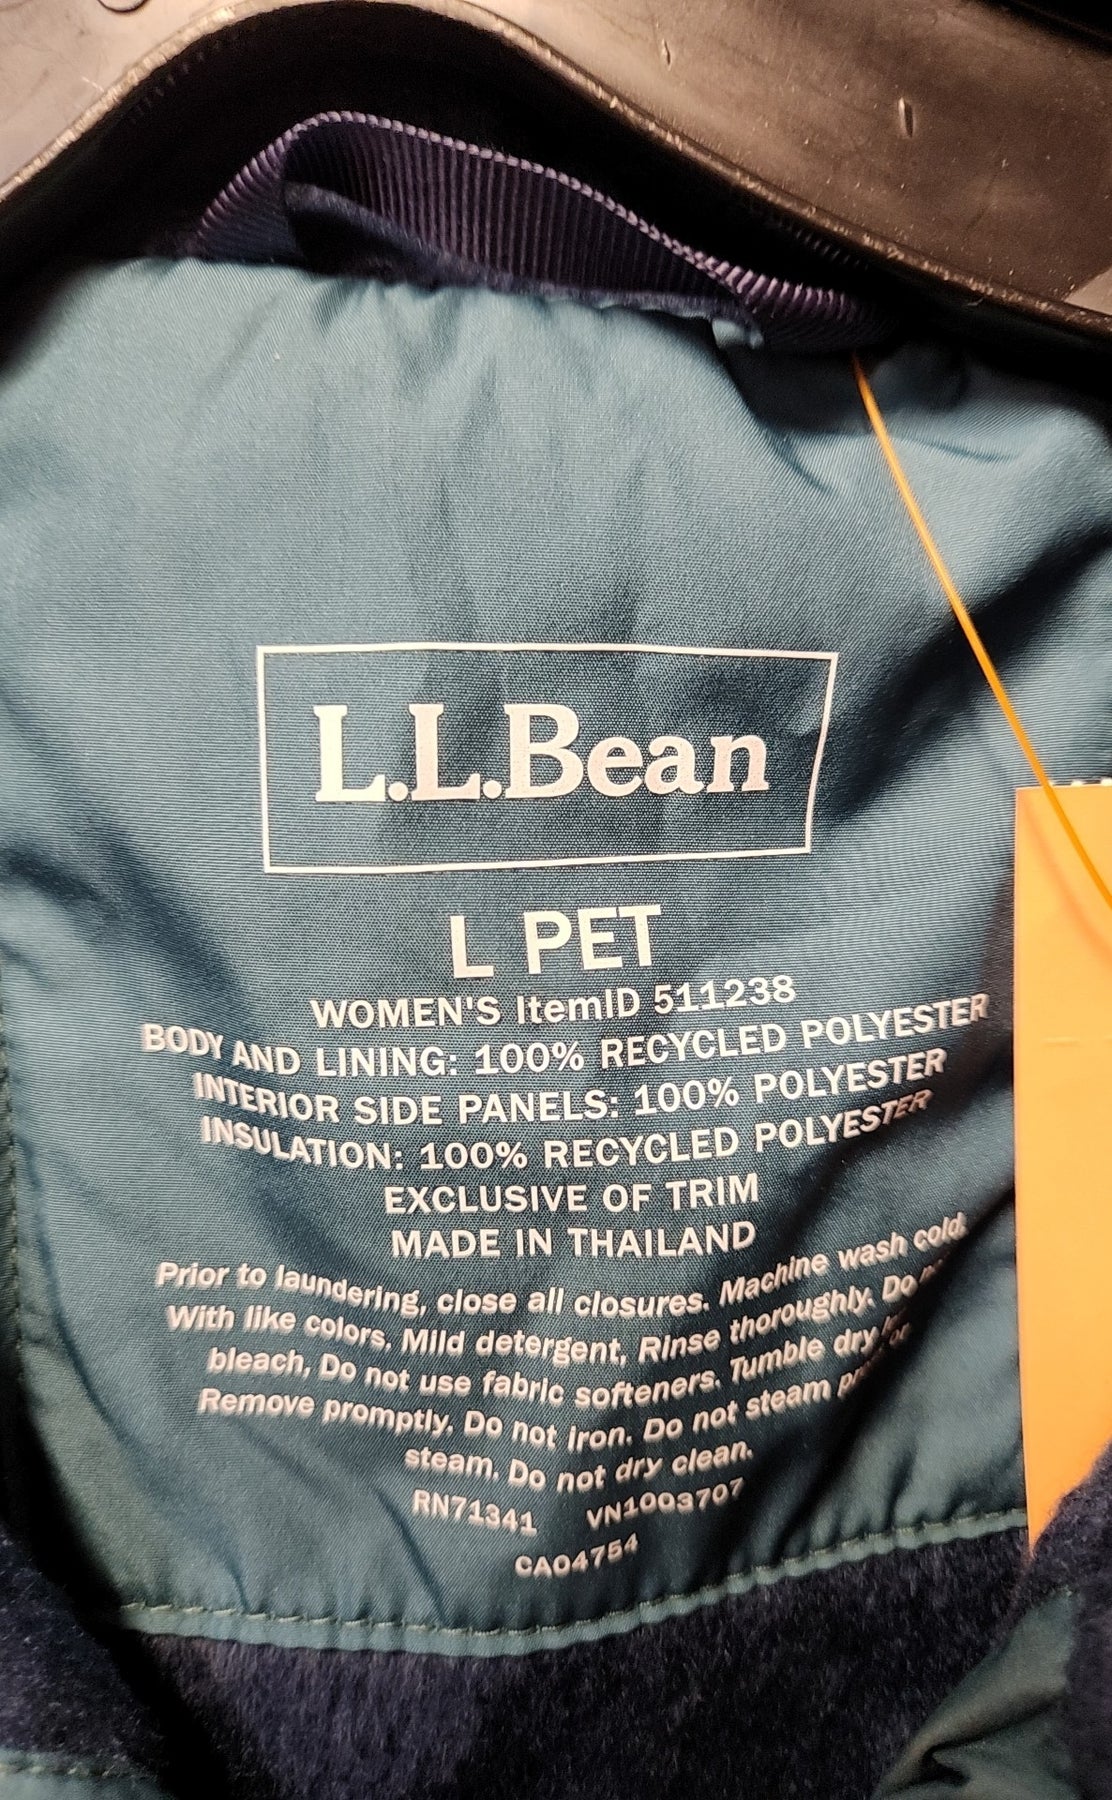 L.L.Bean
L PET
WOMEN'S ItemID 511238
BODY AND LINING: 100% RECYCLED POLYESTER
INTERIOR SIDE PANELS: 100% POLYESTER
INSULATION: 100% RECYCLED POLYESTER
EXCLUSIVE OF TRIM
MADE IN THAILAND
Prior to laundering, close all closures. Machine wash cold.
With like colors. Mild detergent, Rinse thoroughly. Do
bleach, Do not use fabric softeners. Tumble dry
Remove promptly. Do not iron. Do not steam or
steam. Do not dry clean.
RN71341 VN1003707
CA04754